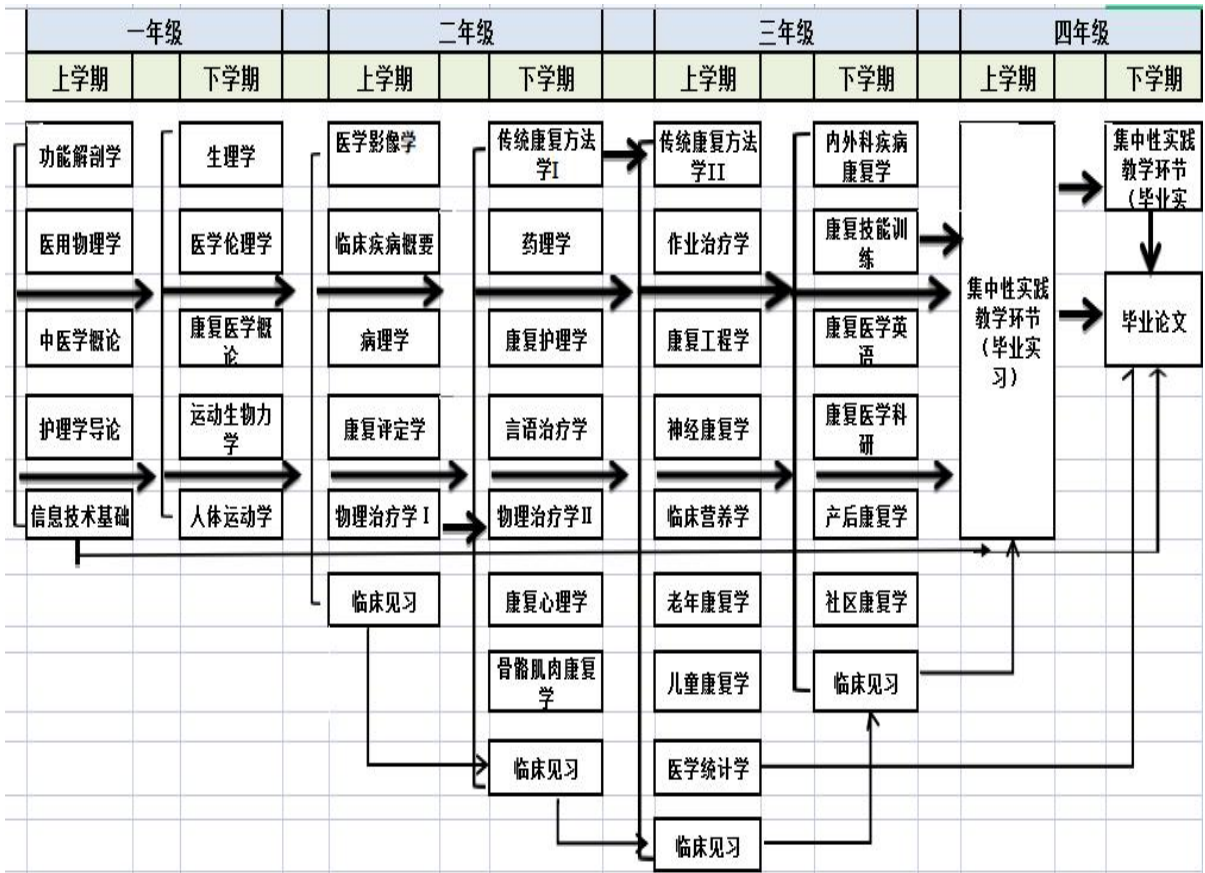 一年级
二年级
三年级
四年级
上学期
下学期
上学期
下学期
上学期
下学期
上学期
下学期
功能解剖学
医用物理学
中医学概论
护理学导论
信息技术基础
生理学
医学伦理学
康复医学概
论
运动生物力
学
人体运动学
医学影像学
临床疾病概要
病理学
康复评定学
物理治疗学Ⅰ
临床见习
传统康复方法
学I
药理学
康复护理学
言语治疗学
物理治疗学Ⅱ
康复心理学
骨骼肌肉康复
学
临床见习
传统康复方法
学II
作业治疗学
康复工程学
神经康复学
临床营养学
老年康复学
儿童康复学
医学统计学
临床见习
内外科疾病
康复学
康复技能训
练
康复医学英
语
康复医学科
研
产后康复学
社区康复学
临床见习
集中性实践
教学环节
（毕业实
习）
集中性实践
教学环节
（毕业实
毕业论文